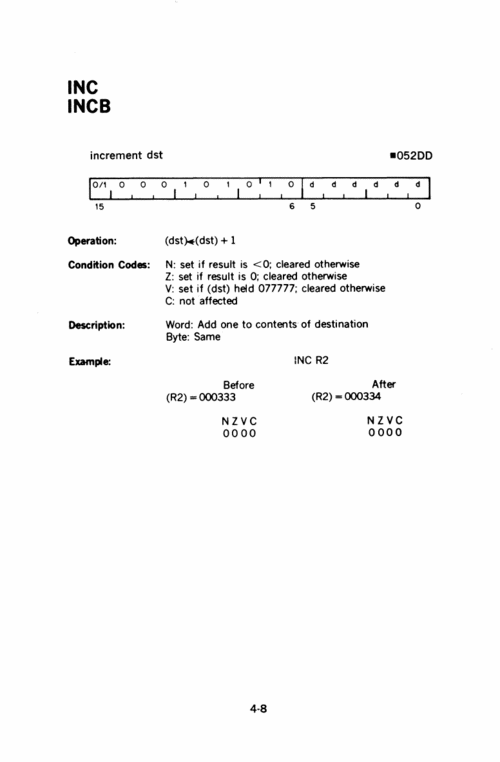 INC
INCB
increment dst ■052DD
0/1 0 0 0 1 0 1 0 1 0 d d d d d d
15 6 5 0
Operation: (dst)◄(dst) + 1
Condition Codes: N: set if result is <0; cleared otherwise
Z: set if result is 0; cleared otherwise
V: set if (dst) held 077777; cleared otherwise
C: not affected
Description: Word: Add one to contents of destination
Byte: Same
Example: INC R2
Before After
(R2) = 000333 (R2) = 000334
N Z V C N Z V C
0 0 0 0 0 0 0 0
4-8